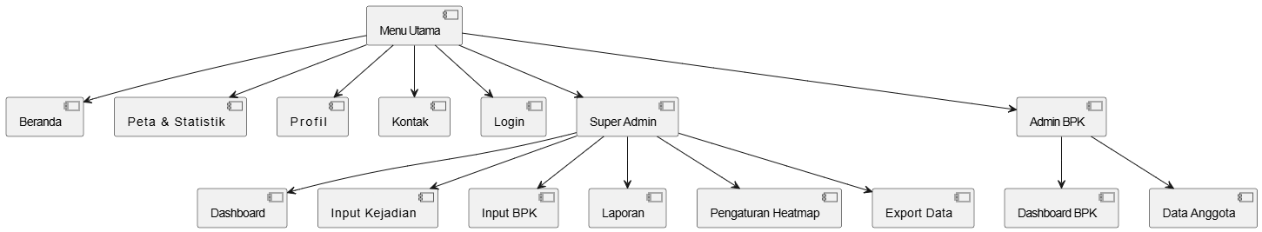 Menu Utama
Beranda
Peta & Statistik
Profil
Kontak
Login
Super Admin
Admin BPK
Dashboard
Input Kejadian
Input BPK
Laporan
Pengaturan Heatmap
Export Data
Dashboard BPK
Data Anggota